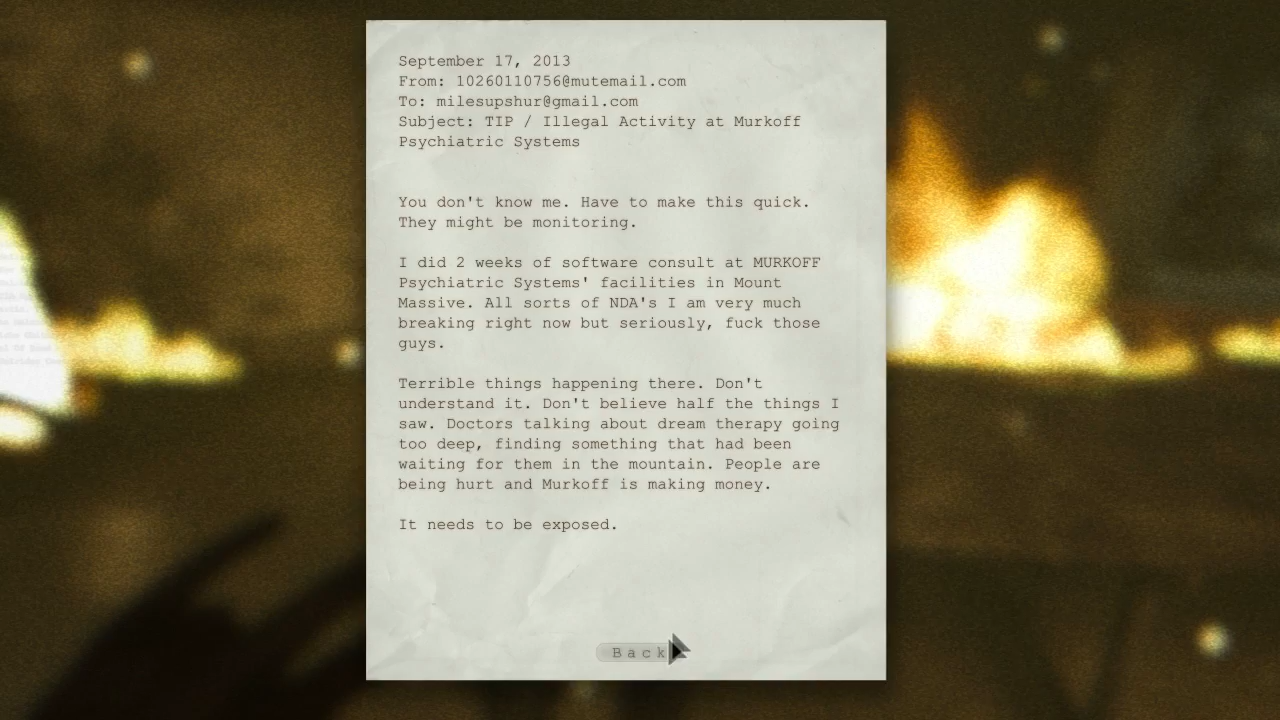 September 17, 2013
From: 10260110756@mutemail.com
To: milesupshur@gmail.com
Subject: TIP / Illegal Activity at Murkoff
Psychiatric Systems
You don't know me. Have to make this quick.
They might be monitoring.
I did 2 weeks of software consult at MURKOFF
Psychiatric Systems' facilities in Mount
Massive. All sorts of NDA's I am very much
breaking right now but seriously, fuck those
guys.
Terrible things happening there. Don't
understand it. Don't believe half the things I
saw. Doctors talking about dream therapy going
too deep, finding something that had been
waiting for them in the mountain. People are
being hurt and Murkoff is making money.
It needs to be exposed.
Back